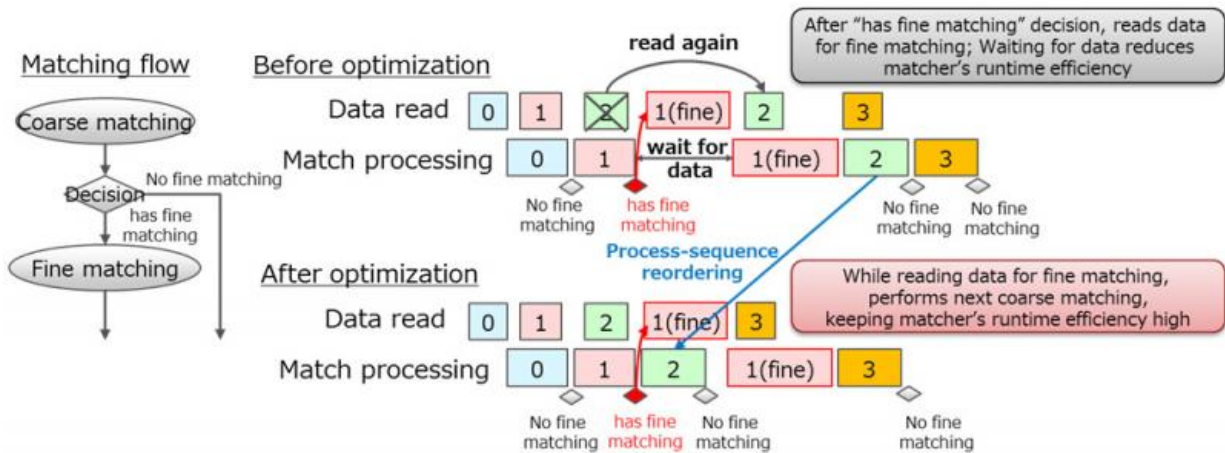 Matching flow
Coarse matching
Decision
No fine matching
has fine
matching
Fine matching
Before optimization
read again
Data read
0
1
2
1(fine)
2
3
Match processing
0
1
wait for
data
1(fine)
2
3
No fine
matching
has fine
matching
No fine
matching
No fine
matching
After "has fine matching" decision, reads data
for fine matching; Waiting for data reduces
matcher's runtime efficiency
Process-sequence
reordering
After optimization
Data read
0
1
2
1(fine)
3
Match processing
0
1
2
1(fine)
3
No fine
matching
has fine
matching
No fine
matching
No fine
matching
While reading data for fine matching,
performs next coarse matching,
keeping matcher's runtime efficiency high